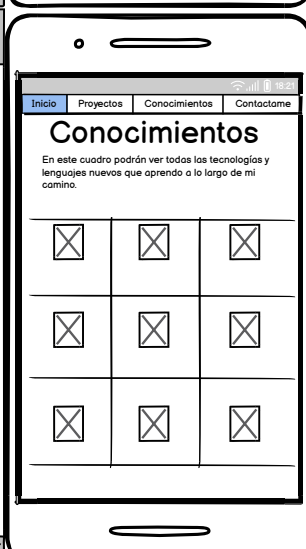 18:21
Inicio Proyectos Conocimientos Contactame
Conocimientos
En este cuadro podrán ver todas las tecnologías y
lenguajes nuevos que aprendo a lo largo de mi
camino.